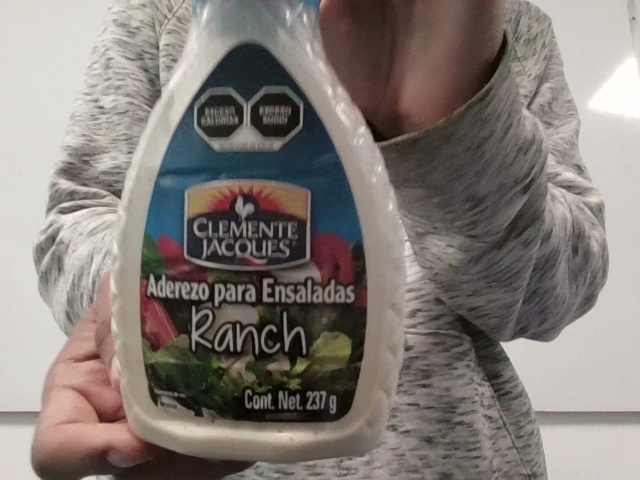 EXCESO EXCESO
CALORÍAS SODIO
CLEMENTE
JACQUES®
Aderezo para Ensaladas
Ranch
Cont. Net. 237 g